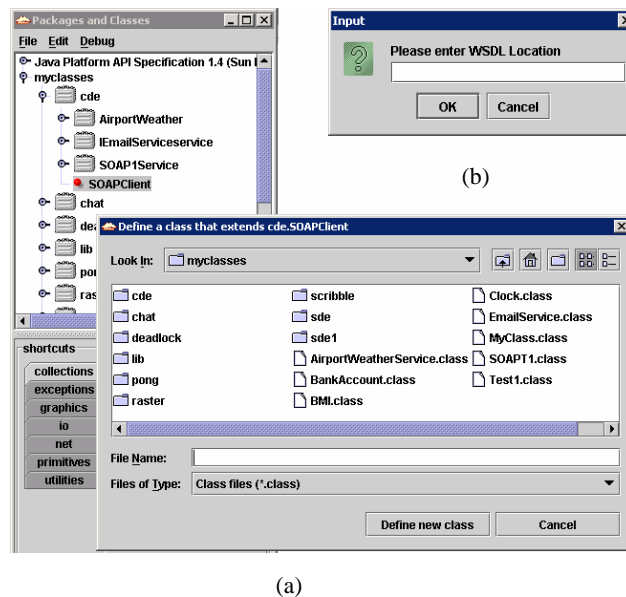 Packages and Classes
File Edit Debug
Java Platform API Specification 1.4 (Sun
myclasses
cde
AirportWeather
IEmailServiceservice
SOAP1Service
SOAPClient
chat
lib
Input
Please enter WSDL Location
OK Cancel
(b)
Define a class that extends cde.SOAPClient
Look In: myclasses
cde scribble Clock.class
chat sde EmailService.class
deadlock sde1 MyClass.class
lib AirportWeatherService.class SOAPT1.class
pong BankAccount.class Test1.class
raster BMI.class
File Name:
Files of Type: Class files (*.class)
Define new class Cancel
shortcuts
collections
exceptions
graphics
io
net
primitives
utilities
(a)